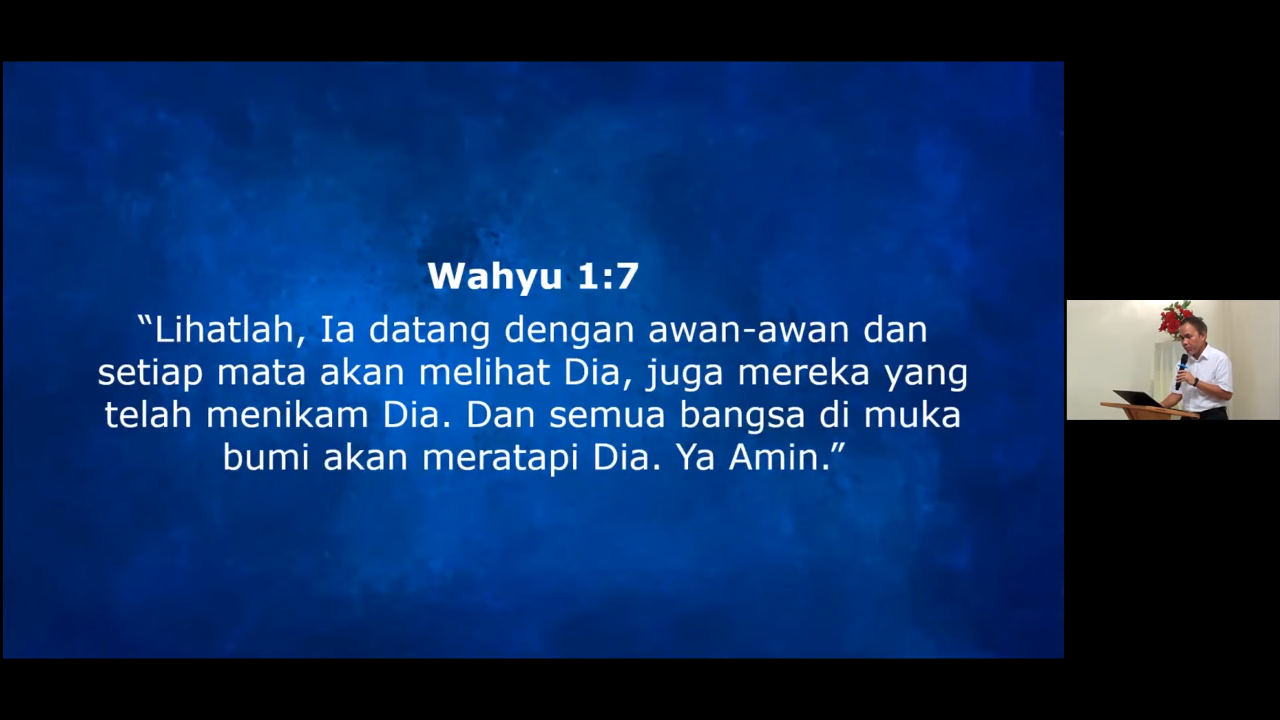 Wahyu 1:7
“Lihatlah, Ia datang dengan awan-awan dan
setiap mata akan melihat Dia, juga mereka yang
telah menikam Dia. Dan semua bangsa di muka
bumi akan meratapi Dia. Ya Amin.”